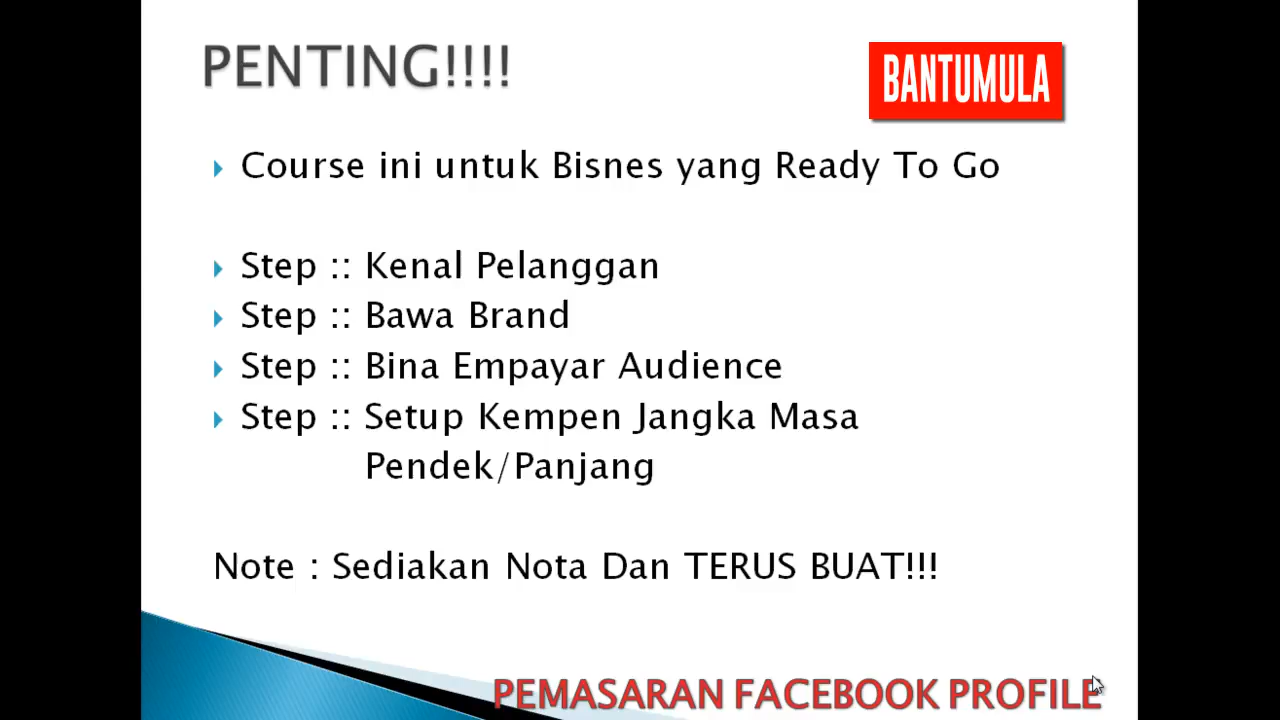 PENTING!!!!
BANTUMULA
Course ini untuk Bisnes yang Ready To Go
Step :: Kenal Pelanggan
Step :: Bawa Brand
Step :: Bina Empayar Audience
Step :: Setup Kempen Jangka Masa
Pendek/Panjang
Note : Sediakan Nota Dan TERUS BUAT!!!
PEMASARAN FACEBOOK PROFILE